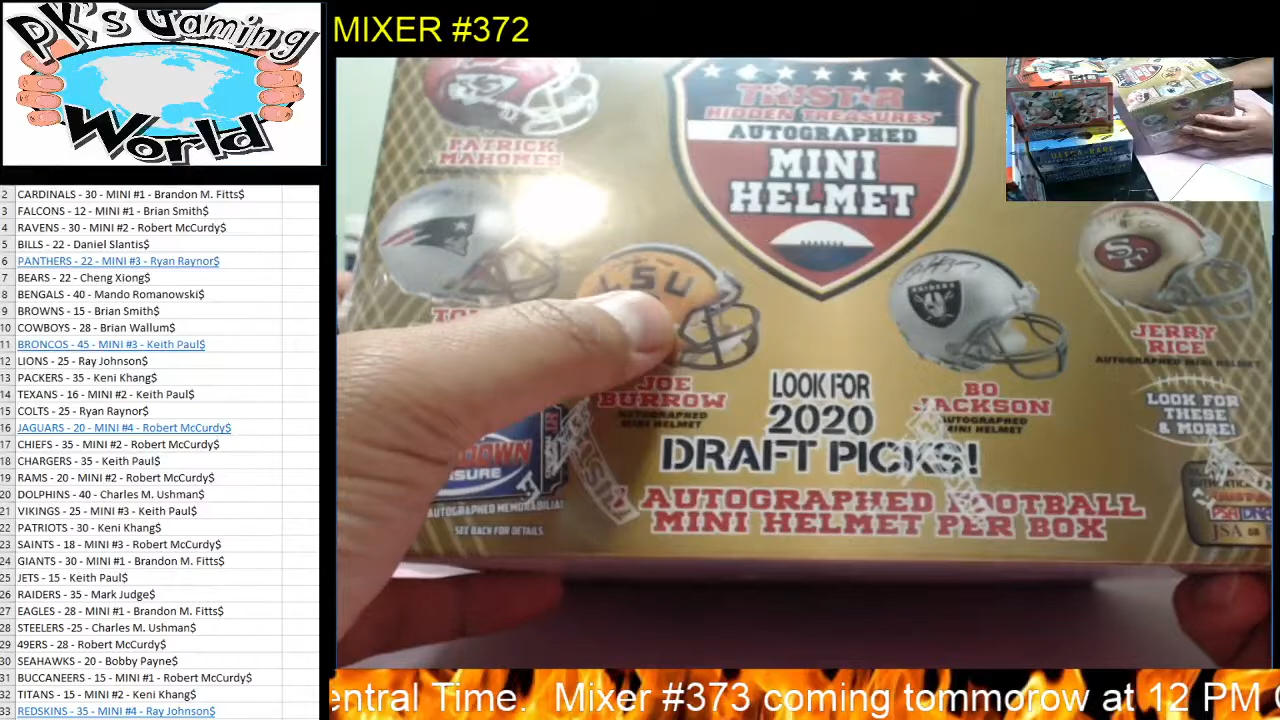 PK's Gaming
World
MIXER #372
2 CARDINALS - 30 - MINI #1 - Brandon M. Fitts$
3 FALCONS - 12 - MINI #1 - Brian Smith$
4 RAVENS - 30 - MINI #2 - Robert McCurdy$
5 BILLS - 22 - Daniel Slantis$
6 PANTHERS - 22 - MINI #3 - Ryan Raynor$
7 BEARS - 22 - Cheng Xiong$
8 BENGALS - 40 - Mando Romanowski$
9 BROWNS - 15 - Brian Smith$
10 COWBOYS - 28 - Brian Wallum$
11 BRONCOS - 45 - MINI #3 - Keith Paul$
12 LIONS - 25 - Ray Johnson$
13 PACKERS - 35 - Keni Khang$
14 TEXANS - 16 - MINI #2 - Keith Paul$
15 COLTS - 25 - Ryan Raynor$
16 JAGUARS - 20 - MINI #4 - Robert McCurdy$
17 CHIEFS - 35 - MINI #2 - Robert McCurdy$
18 CHARGERS - 35 - Keith Paul$
19 RAMS - 20 - MINI #2 - Robert McCurdy$
20 DOLPHINS - 40 - Charles M. Ushman$
21 VIKINGS - 25 - MINI #3 - Keith Paul$
22 PATRIOTS - 30 - Keni Khang$
23 SAINTS - 18 - MINI #3 - Robert McCurdy$
24 GIANTS - 30 - MINI #1 - Brandon M. Fitts$
25 JETS - 15 - Keith Paul$
26 RAIDERS - 35 - Mark Judge$
27 EAGLES - 28 - MINI #1 - Brandon M. Fitts$
28 STEELERS -25 - Charles M. Ushman$
29 49ERS - 28 - Robert McCurdy$
30 SEAHAWKS - 20 - Bobby Payne$
31 BUCCANEERS - 15 - MINI #1 - Robert McCurdy$
32 TITANS - 15 - MINI #2 - Keni Khang$
33 REDSKINS - 35 - MINI #4 - Ray Johnson$
TRISTAR
HIDDEN TREASURES
AUTOGRAPHED
MINI
HELMET
PATRICK
MAHOMES
LSU
RAIDERS
SF
JOE
BURROW
AUTOGRAPHED
MINI HELMET
LOOK FOR
2020
DRAFT PICKS!
BO
JACKSON
AUTOGRAPHED
MINI HELMET
JERRY
RICE
AUTOGRAPHED MINI HELMET
LOOK FOR
THESE
& MORE!
AUTOGRAPHED MEMORABILIA
SEE BACK FOR DETAILS
AUTOGRAPHED FOOTBALL
MINI HELMET PER BOX
entral Time. Mixer #373 coming tommorow at 12 PM